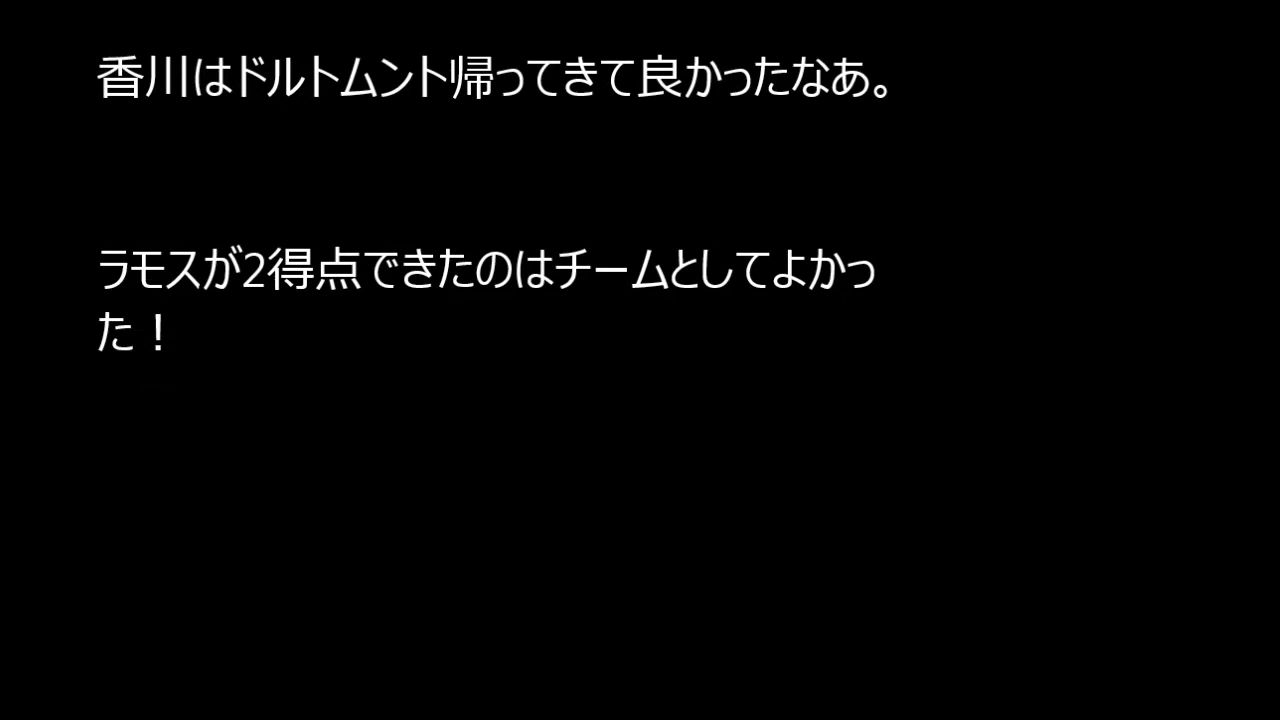 香川はドルトムント帰ってきて良かったなあ。
ラモスが2得点できたのはチームとしてよかっ
た！